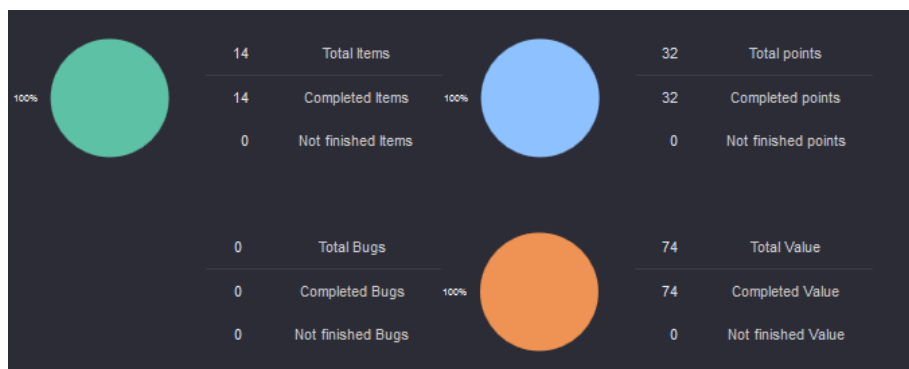 14 Total Items
100%
14 Completed Items
0 Not finished Items
32 Total points
100%
32 Completed points
0 Not finished points
0 Total Bugs
0 Completed Bugs
0 Not finished Bugs
74 Total Value
100%
74 Completed Value
0 Not finished Value